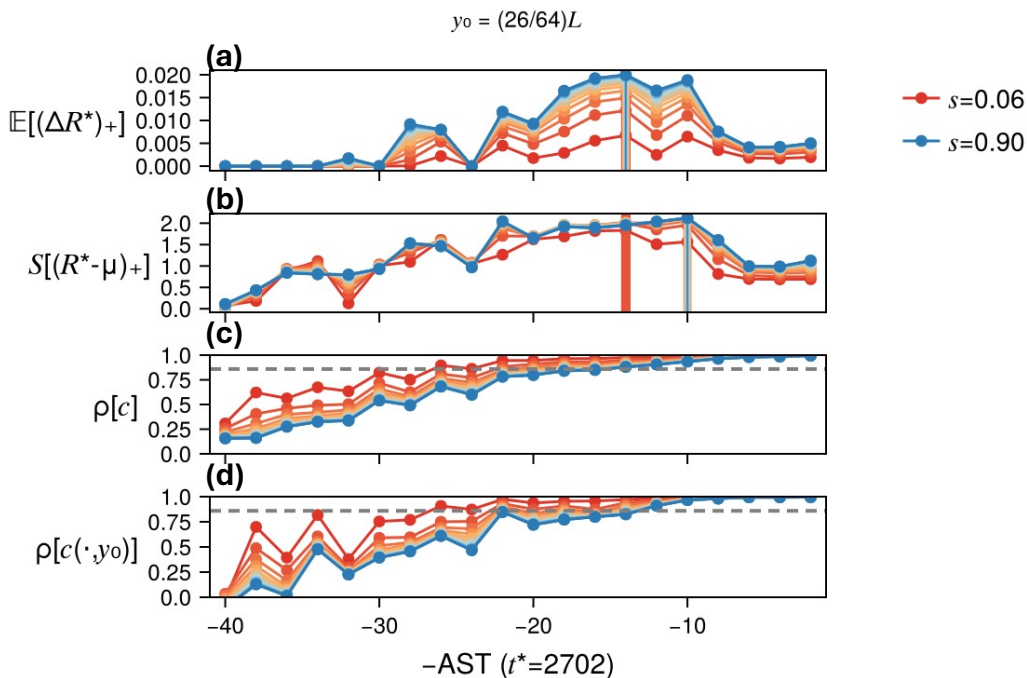 y₀ = (26/64)L
(a)
𝔼[(ΔR*)₊]
0.020
0.015
0.010
0.005
0.000
s=0.06
s=0.90
(b)
S[(R*-μ)₊]
2.0
1.5
1.0
0.5
0.0
(c)
ρ[c]
1.0
0.75
0.5
0.25
0.0
(d)
ρ[c(·,y₀)]
1.0
0.75
0.5
0.25
0.0
−40 −30 −20 −10
−AST (t*=2702)